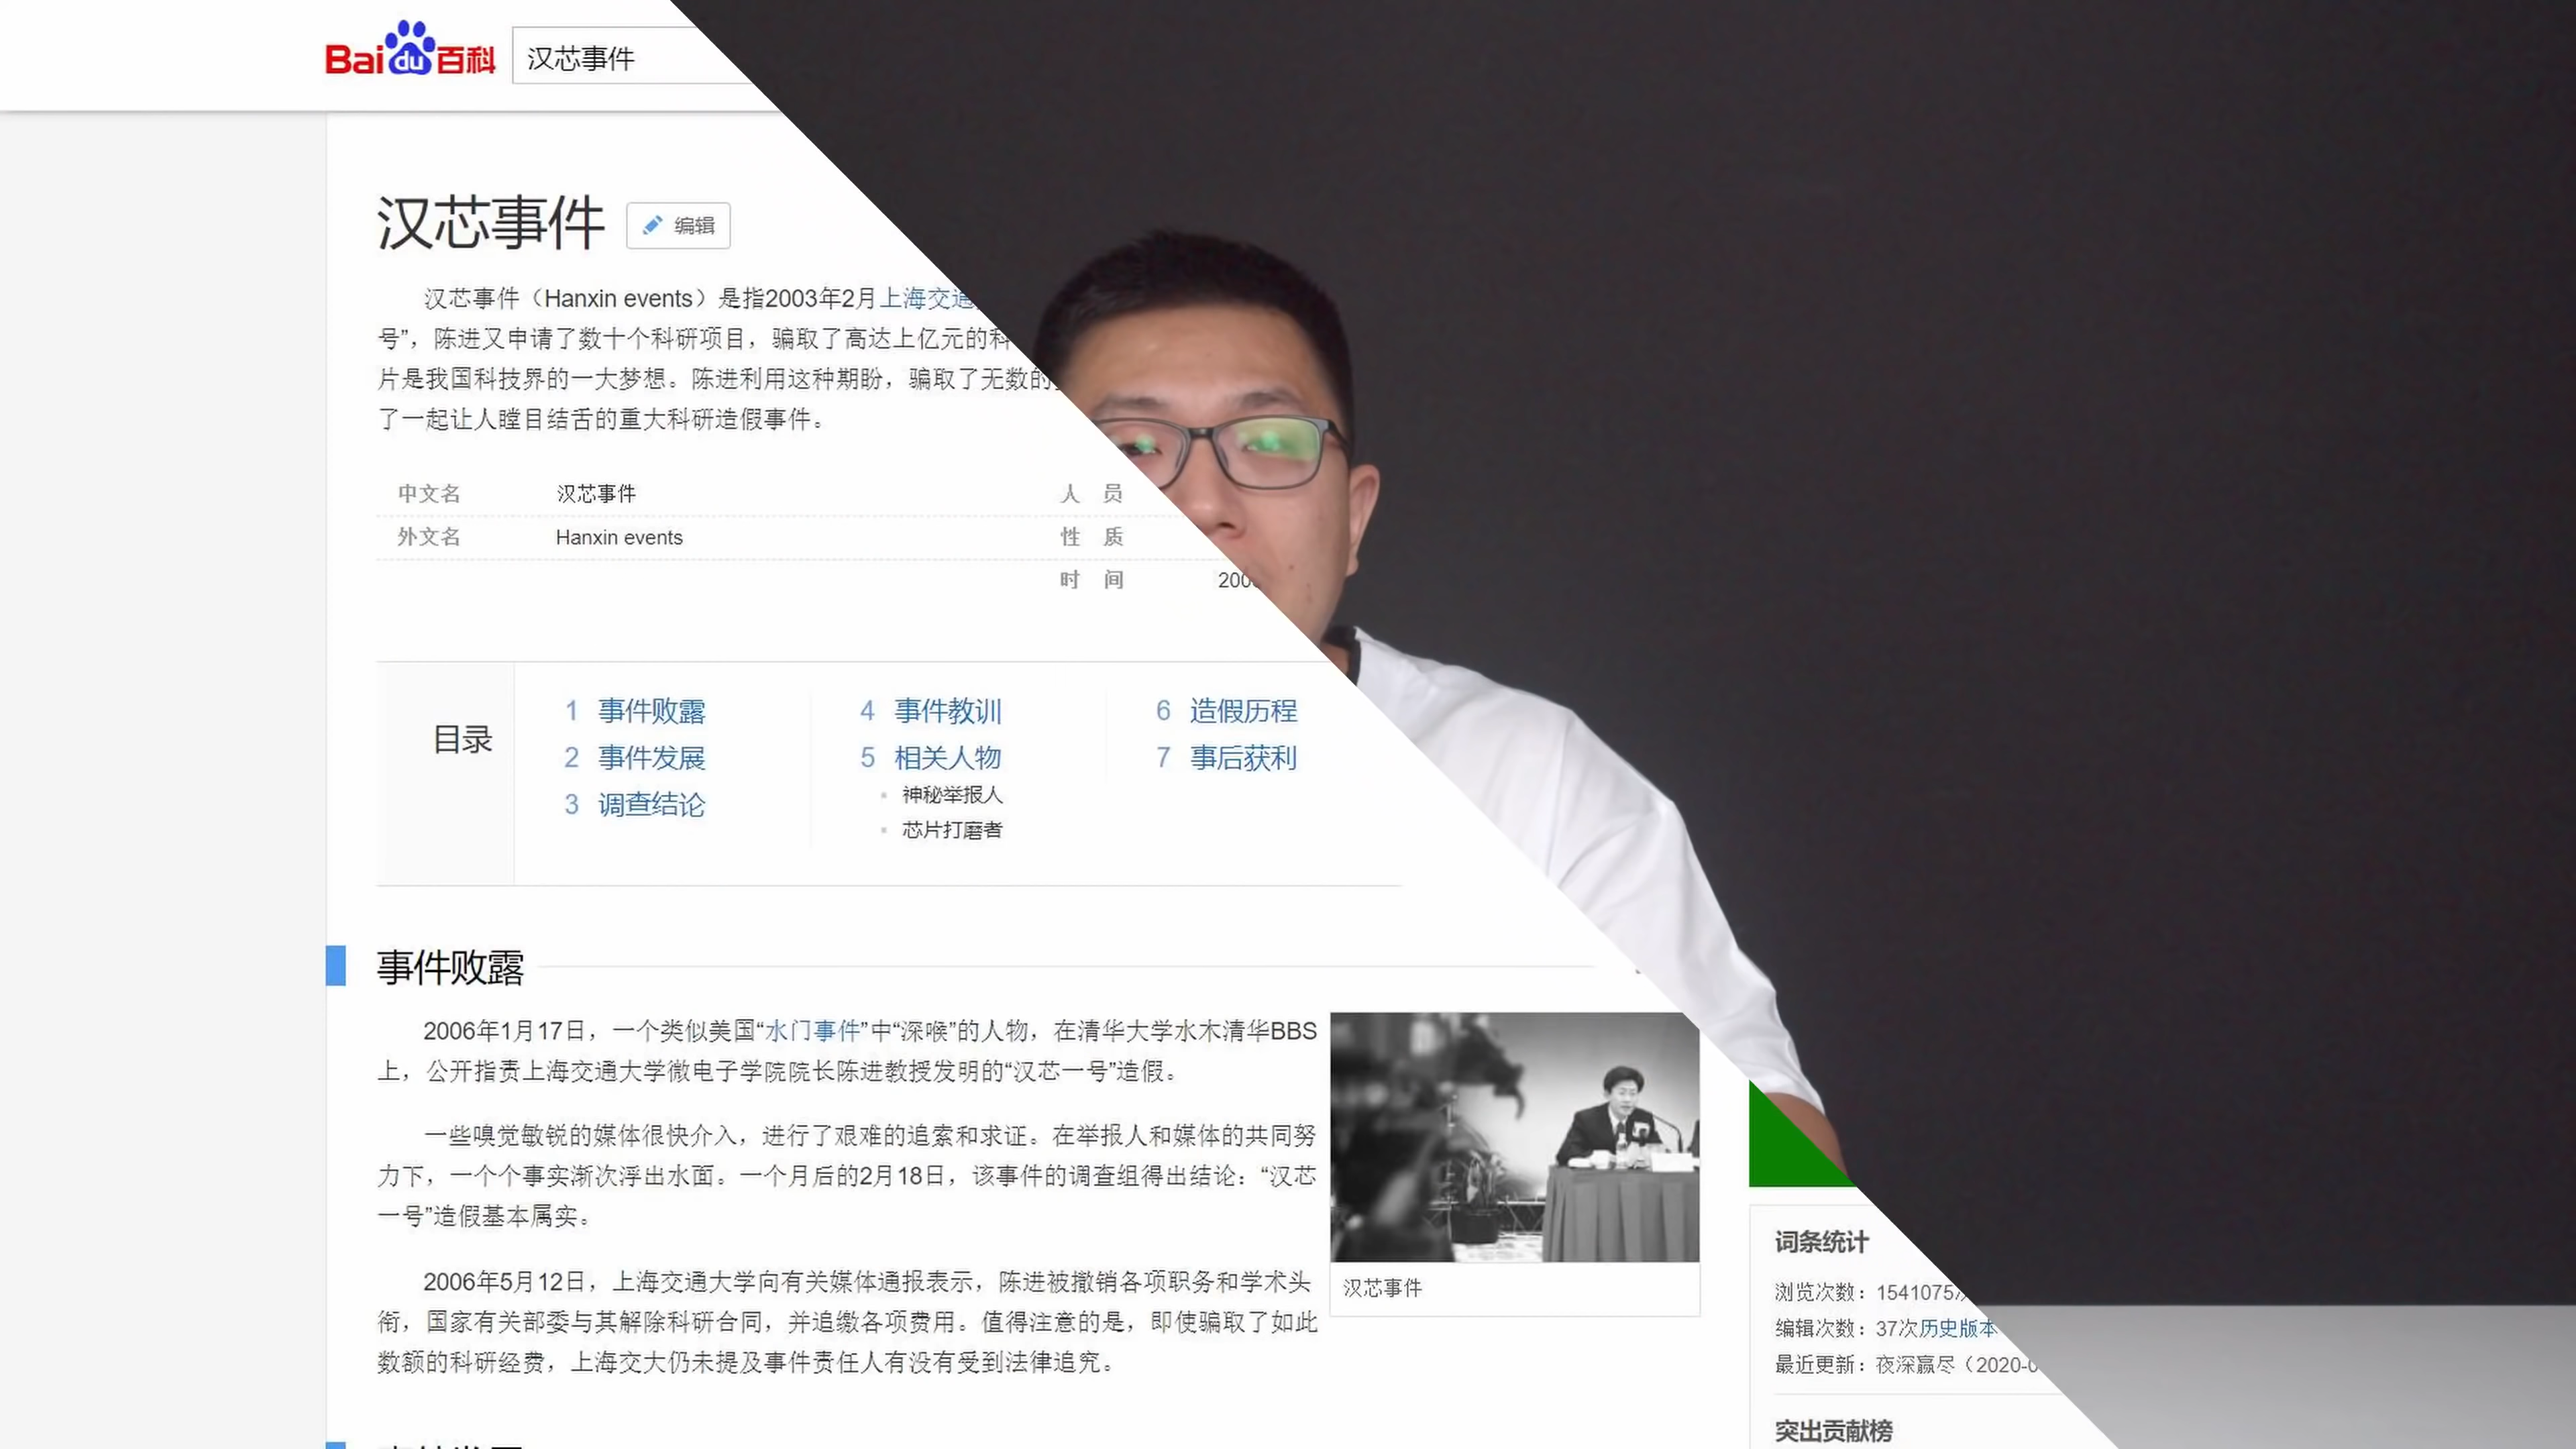 Bai du 百科
汉芯事件
汉芯事件 编辑
汉芯事件（Hanxin events）是指2003年2月上海交通
号”，陈进又申请了数十个科研项目，骗取了高达上亿元的科
片是我国科技界的一大梦想。陈进利用这种期盼，骗取了无数的
了一起让人瞠目结舌的重大科研造假事件。
中文名 汉芯事件 人 员
外文名 Hanxin events 性 质
时 间 200
目录
1 事件败露
2 事件发展
3 调查结论
4 事件教训
5 相关人物
神秘举报人
芯片打磨者
6 造假历程
7 事后获利
事件败露
2006年1月17日，一个类似美国“水门事件”中“深喉”的人物，在清华大学水木清华BBS
上，公开指责上海交通大学微电子学院院长陈进教授发明的“汉芯一号”造假。
一些嗅觉敏锐的媒体很快介入，进行了艰难的追索和求证。在举报人和媒体的共同努
力下，一个个事实渐次浮出水面。一个月后的2月18日，该事件的调查组得出结论：“汉芯
一号”造假基本属实。
2006年5月12日，上海交通大学向有关媒体通报表示，陈进被撤销各项职务和学术头
衔，国家有关部委与其解除科研合同，并追缴各项费用。值得注意的是，即使骗取了如此
数额的科研经费，上海交大仍未提及事件责任人有没有受到法律追究。
汉芯事件
词条统计
浏览次数：1541075
编辑次数：37次历史版本
最近更新：夜深赢尽（2020-0
突出贡献榜